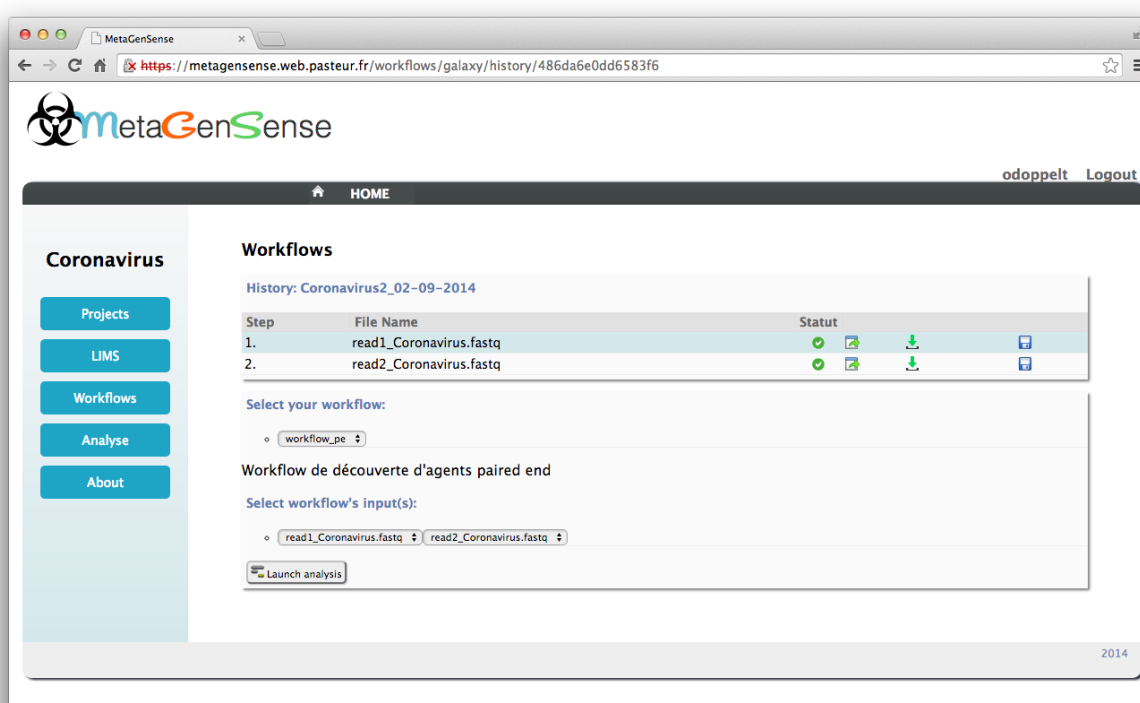 MetaGenSense
https://metagensense.web.pasteur.fr/workflows/galaxy/history/486da6e0dd6583f6
MetaGenSense
odoppelt Logout
HOME
Coronavirus
Projects
LIMS
Workflows
Analyse
About
Workflows
History: Coronavirus2_02-09-2014
Step File Name Statut
1. read1_Coronavirus.fastq
2. read2_Coronavirus.fastq
Select your workflow:
workflow_pe
Workflow de découverte d'agents paired end
Select workflow's input(s):
read1_Coronavirus.fastq read2_Coronavirus.fastq
Launch analysis
2014